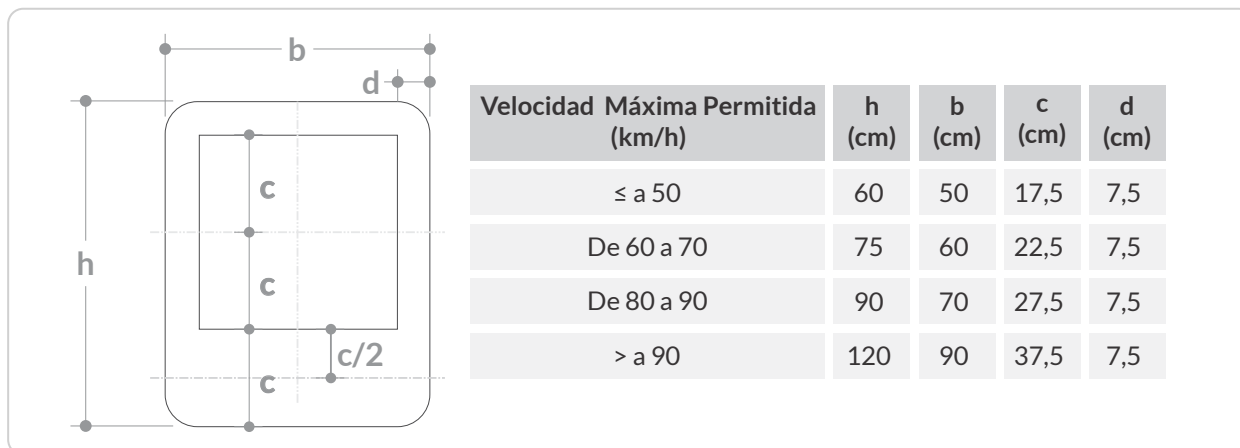 b
d
h
c
c
c/2
c
Velocidad Máxima Permitida (km/h) h (cm) b (cm) c (cm) d (cm)
≤ a 50 60 50 17,5 7,5
De 60 a 70 75 60 22,5 7,5
De 80 a 90 90 70 27,5 7,5
> a 90 120 90 37,5 7,5